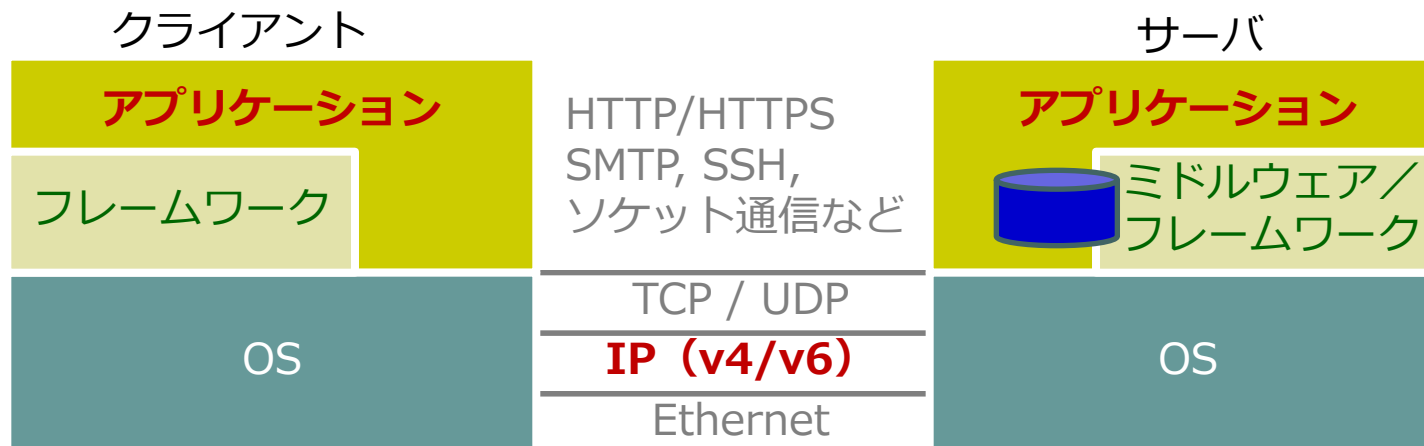 クライアント
アプリケーション
フレームワーク
OS
HTTP/HTTPS
SMTP, SSH,
ソケット通信など
TCP / UDP
IP（v4/v6）
Ethernet
サーバ
アプリケーション
ミドルウェア／
フレームワーク
OS